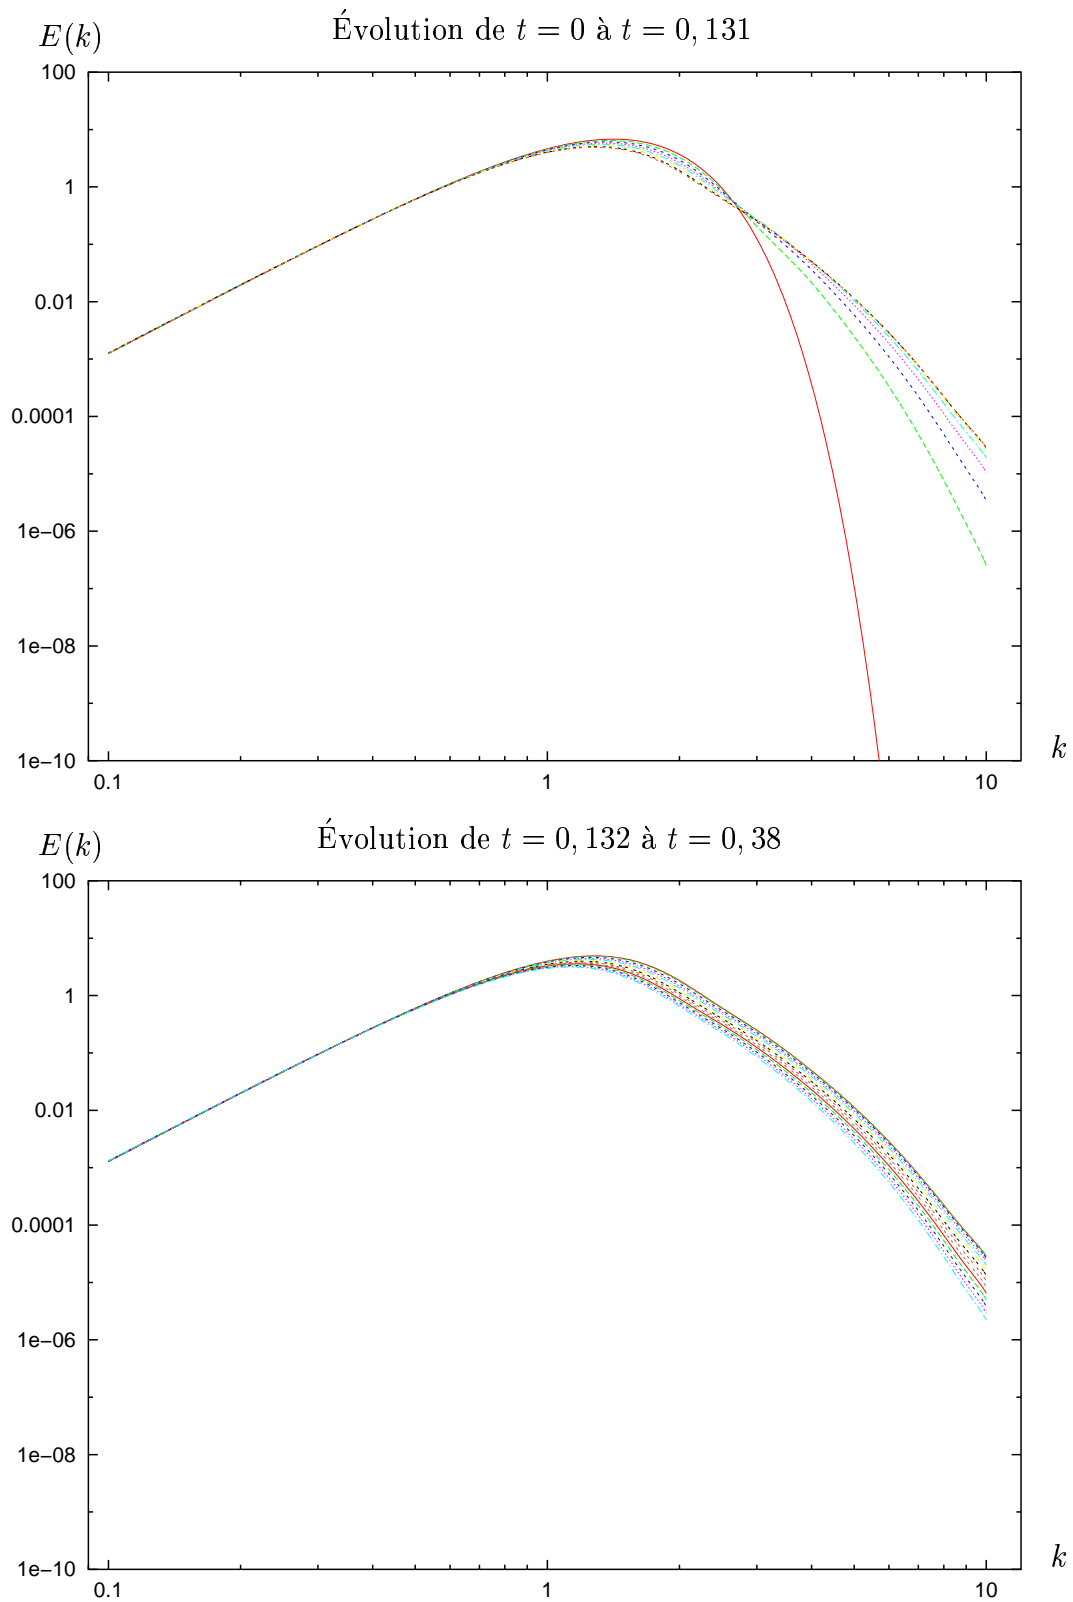 Évolution de t = 0 à t = 0, 131
E(k)
100
1
0.01
0.0001
1e−06
1e−08
1e−10
0.1 1 10
k
Évolution de t = 0, 132 à t = 0, 38
E(k)
100
1
0.01
0.0001
1e−06
1e−08
1e−10
0.1 1 10
k